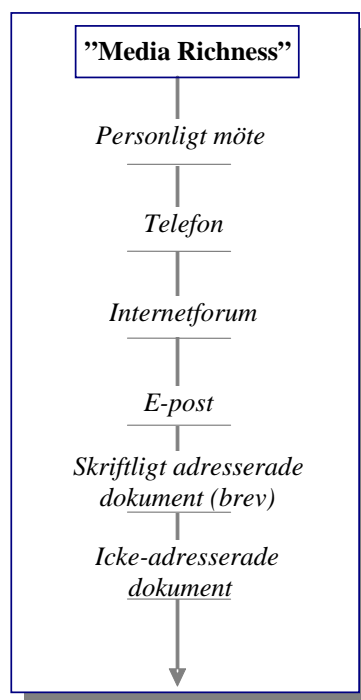 ”Media Richness”
Personligt möte
Telefon
Internetforum
E-post
Skriftligt adresserade
dokument (brev)
Icke-adresserade
dokument